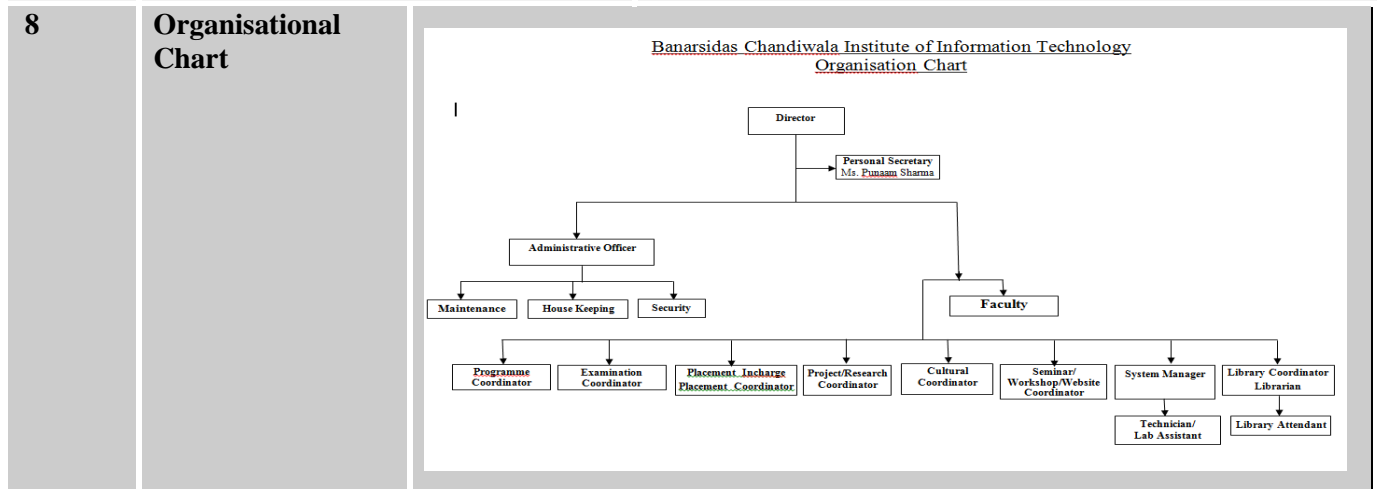 8
Organisational
Chart
Banarsidas Chandiwala Institute of Information Technology
Organisation Chart
Director
Personal Secretary
Ms. Punaam Sharma
Administrative Officer
Maintenance
House Keeping
Security
Faculty
Programme
Coordinator
Examination
Coordinator
Placement Incharge
Placement Coordinator
Project/Research
Coordinator
Cultural
Coordinator
Seminar/
Workshop/Website
Coordinator
System Manager
Library Coordinator
Librarian
Technician/
Lab Assistant
Library Attendant